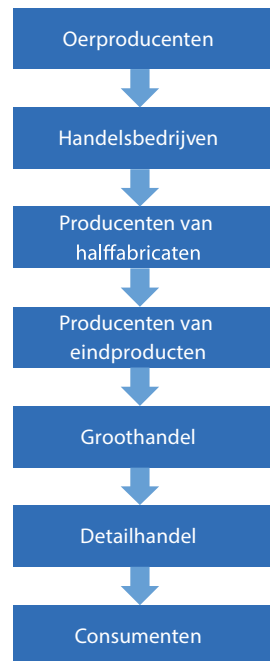 Oerproducenten
Handelsbedrijven
Producenten van
halffabricaten
Producenten van
eindproducten
Groothandel
Detailhandel
Consumenten